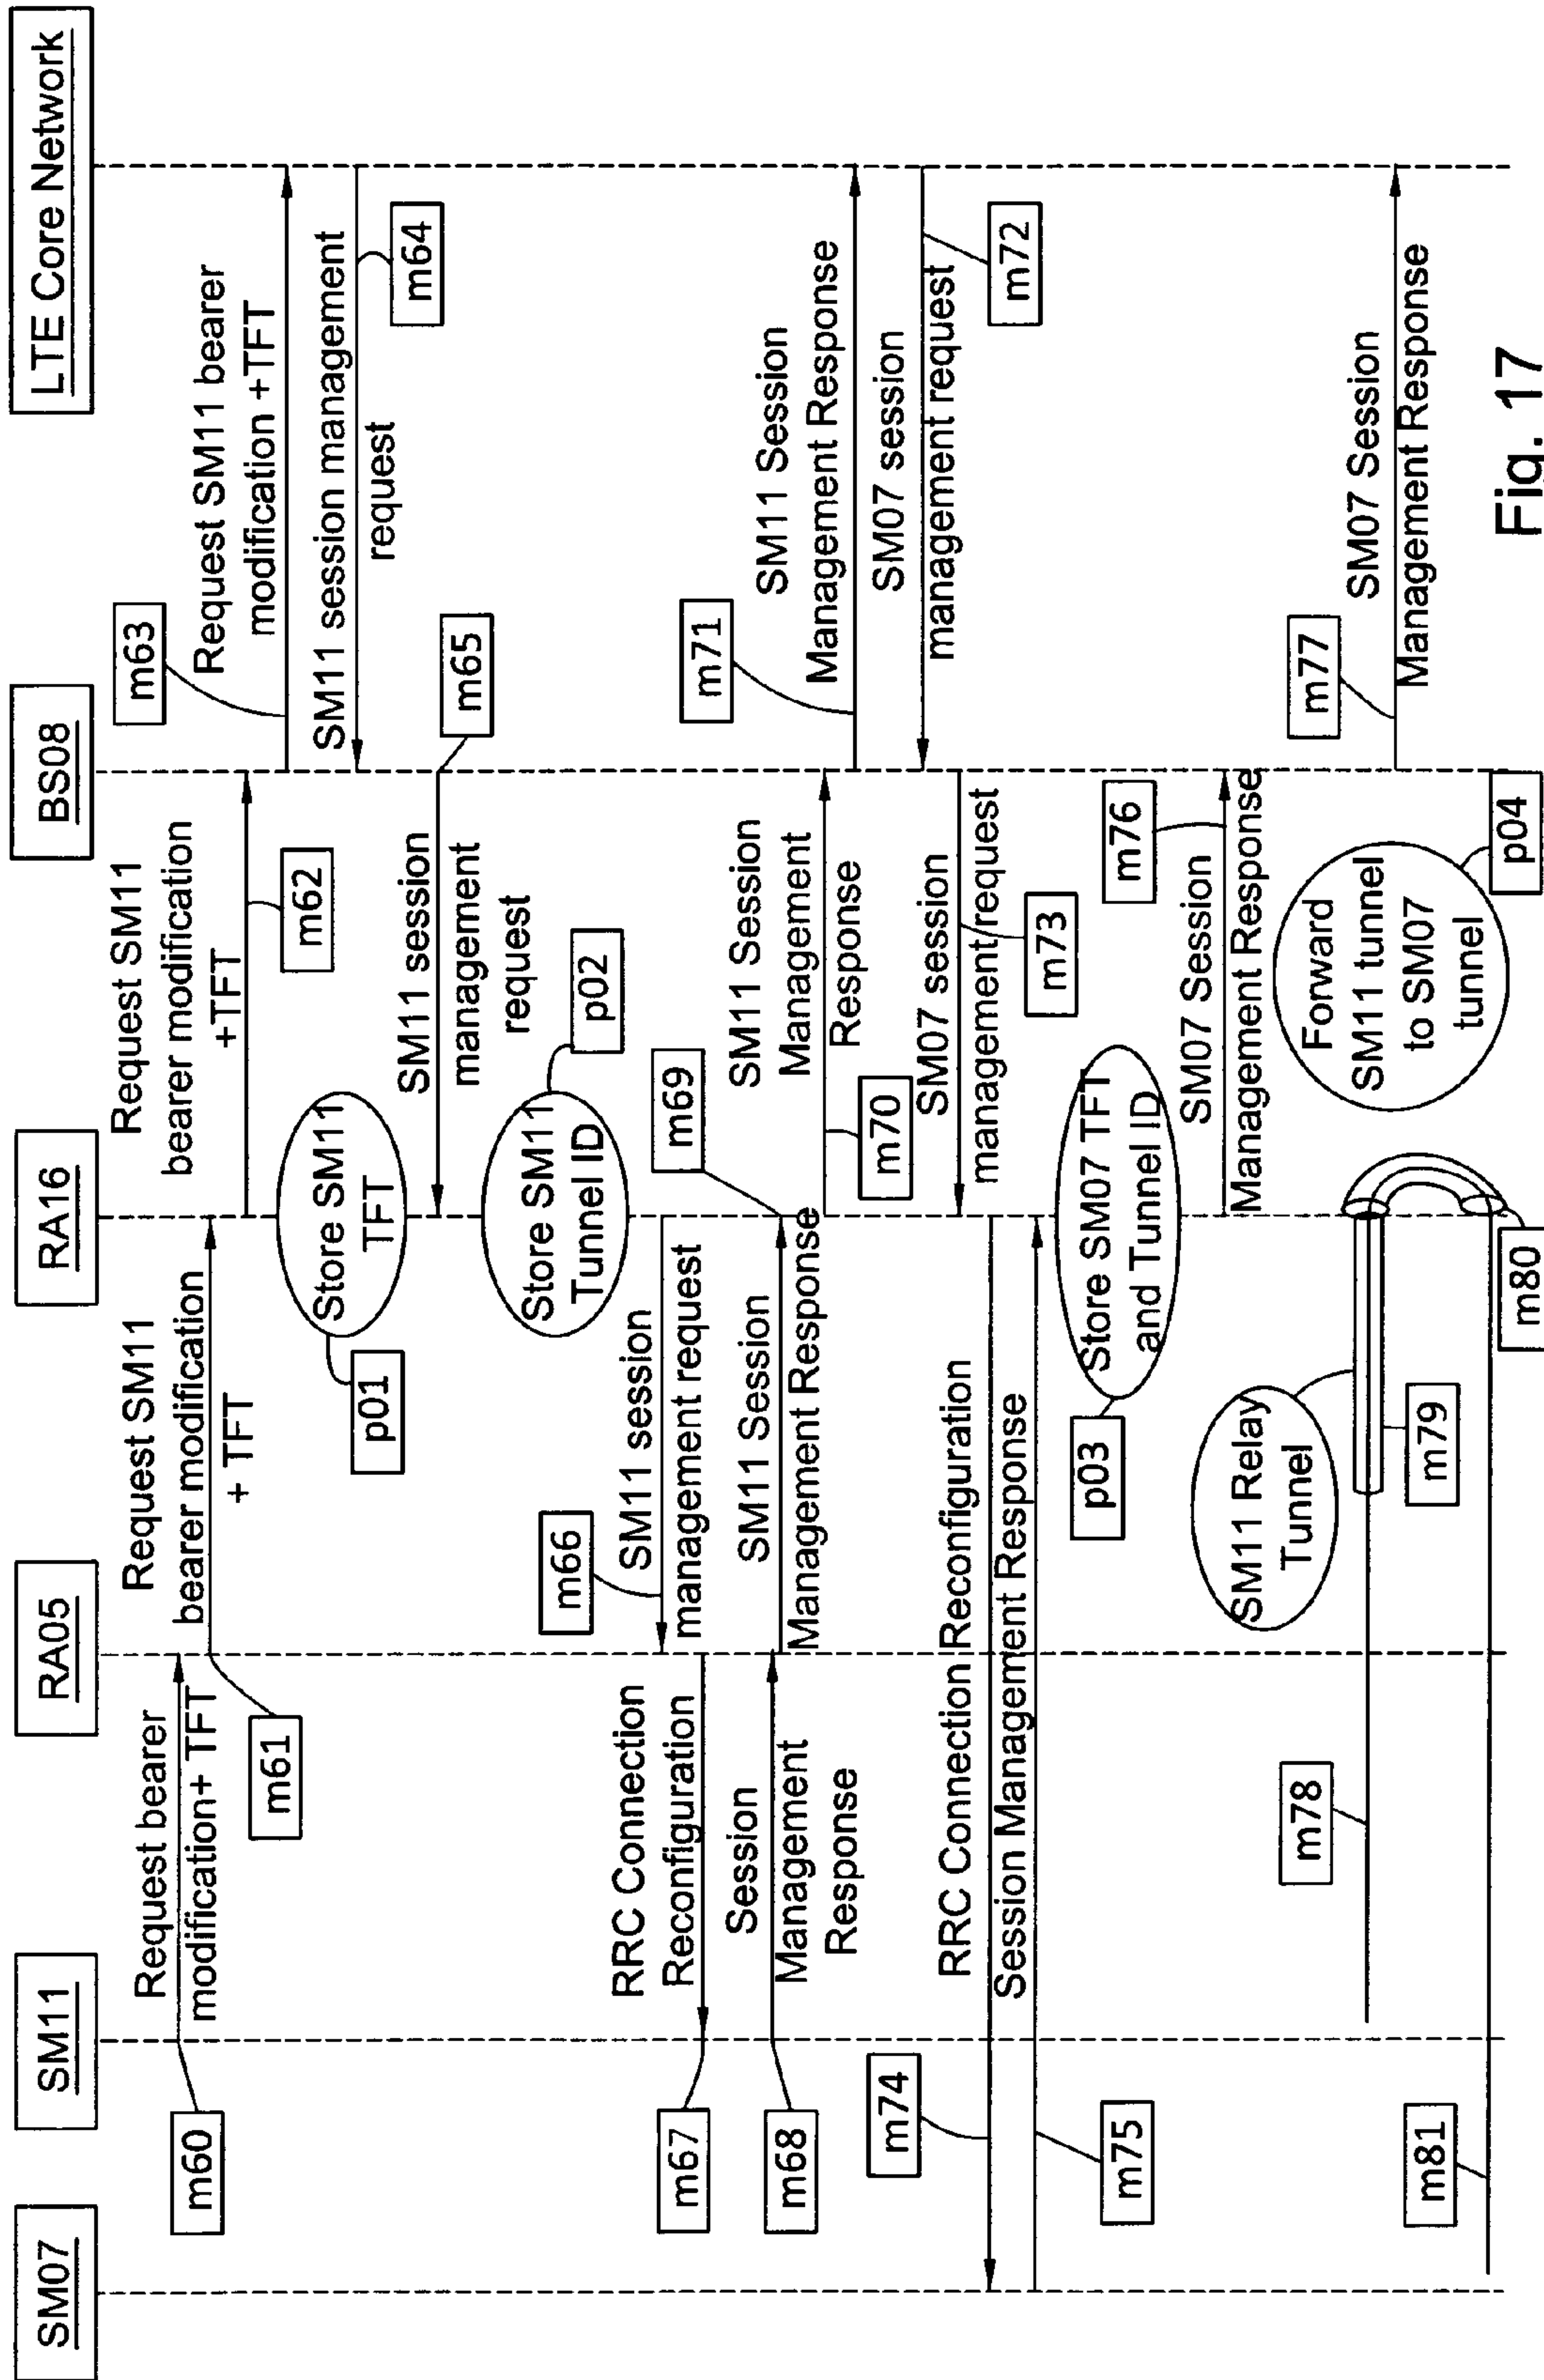 SM07
SM11
RA05
RA16
BS08
LTE Core Network
m60
Request bearer
modification+ TFT
m61
Request SM11
bearer modification
+ TFT
Request SM11
bearer modification
+TFT
m62
m63
Request SM11 bearer
modification +TFT
p01
Store SM11
TFT
SM11 session management
request
m64
SM11 session
management
request
m65
Store SM11
Tunnel ID
p02
m66
SM11 session
management request
m67
RRC Connection
Reconfiguration
m68
Session
Management
Response
SM11 Session
Management Response
m69
m70
SM11 Session
Management
Response
m71
SM11 Session
Management Response
SM07 session
management request
m72
SM07 session
management request
m73
m74
RRC Connection Reconfiguration
m75
Session Management Response
p03
Store SM07 TFT
and Tunnel ID
SM07 Session
Management Response
m76
m77
SM07 Session
Management Response
m78
SM11 Relay
Tunnel
m79
Forward
SM11 tunnel
to SM07
tunnel
p04
m81
m80
Fig. 17